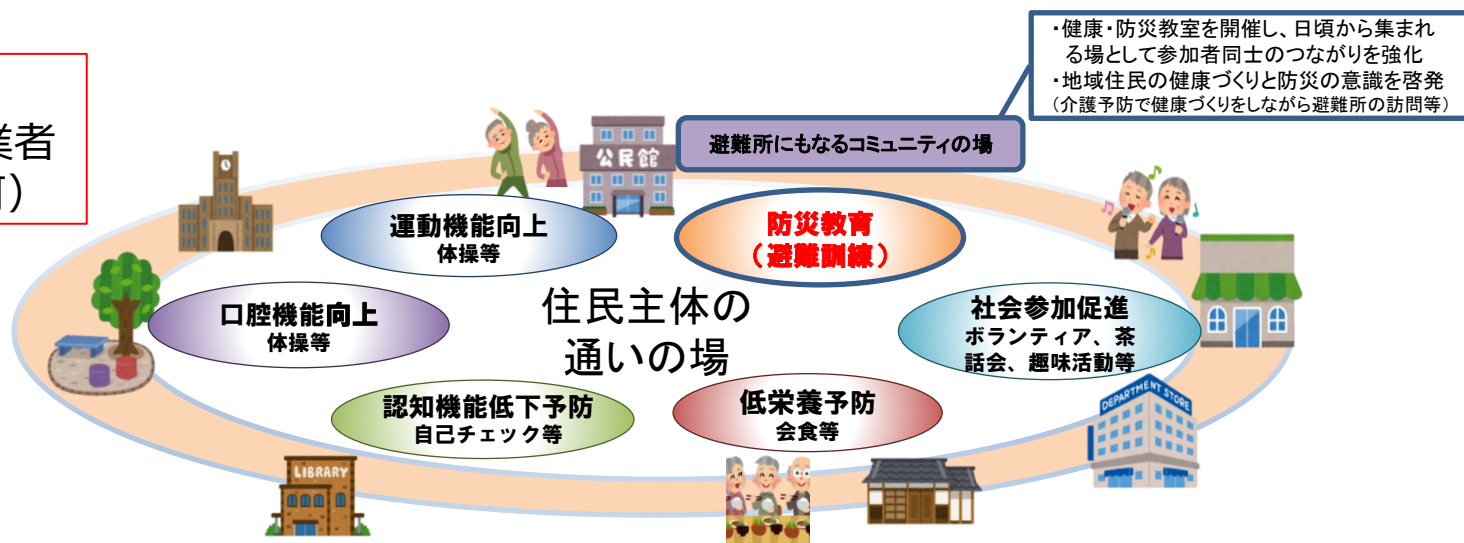 ・健康・防災教室を開催し、日頃から集まれ
る場として参加者同士のつながりを強化
・地域住民の健康づくりと防災の意識を啓発
（介護予防で健康づくりをしながら避難所の訪問等）
業者
可）
公民館
避難所にもなるコミュニティの場
運動機能向上
体操等
防災教育
（避難訓練）
口腔機能向上
体操等
住民主体の
通いの場
社会参加促進
ボランティア、茶
話会、趣味活動等
認知機能低下予防
自己チェック等
低栄養予防
会食等
DEPARTMENT STORE
LIBRARY